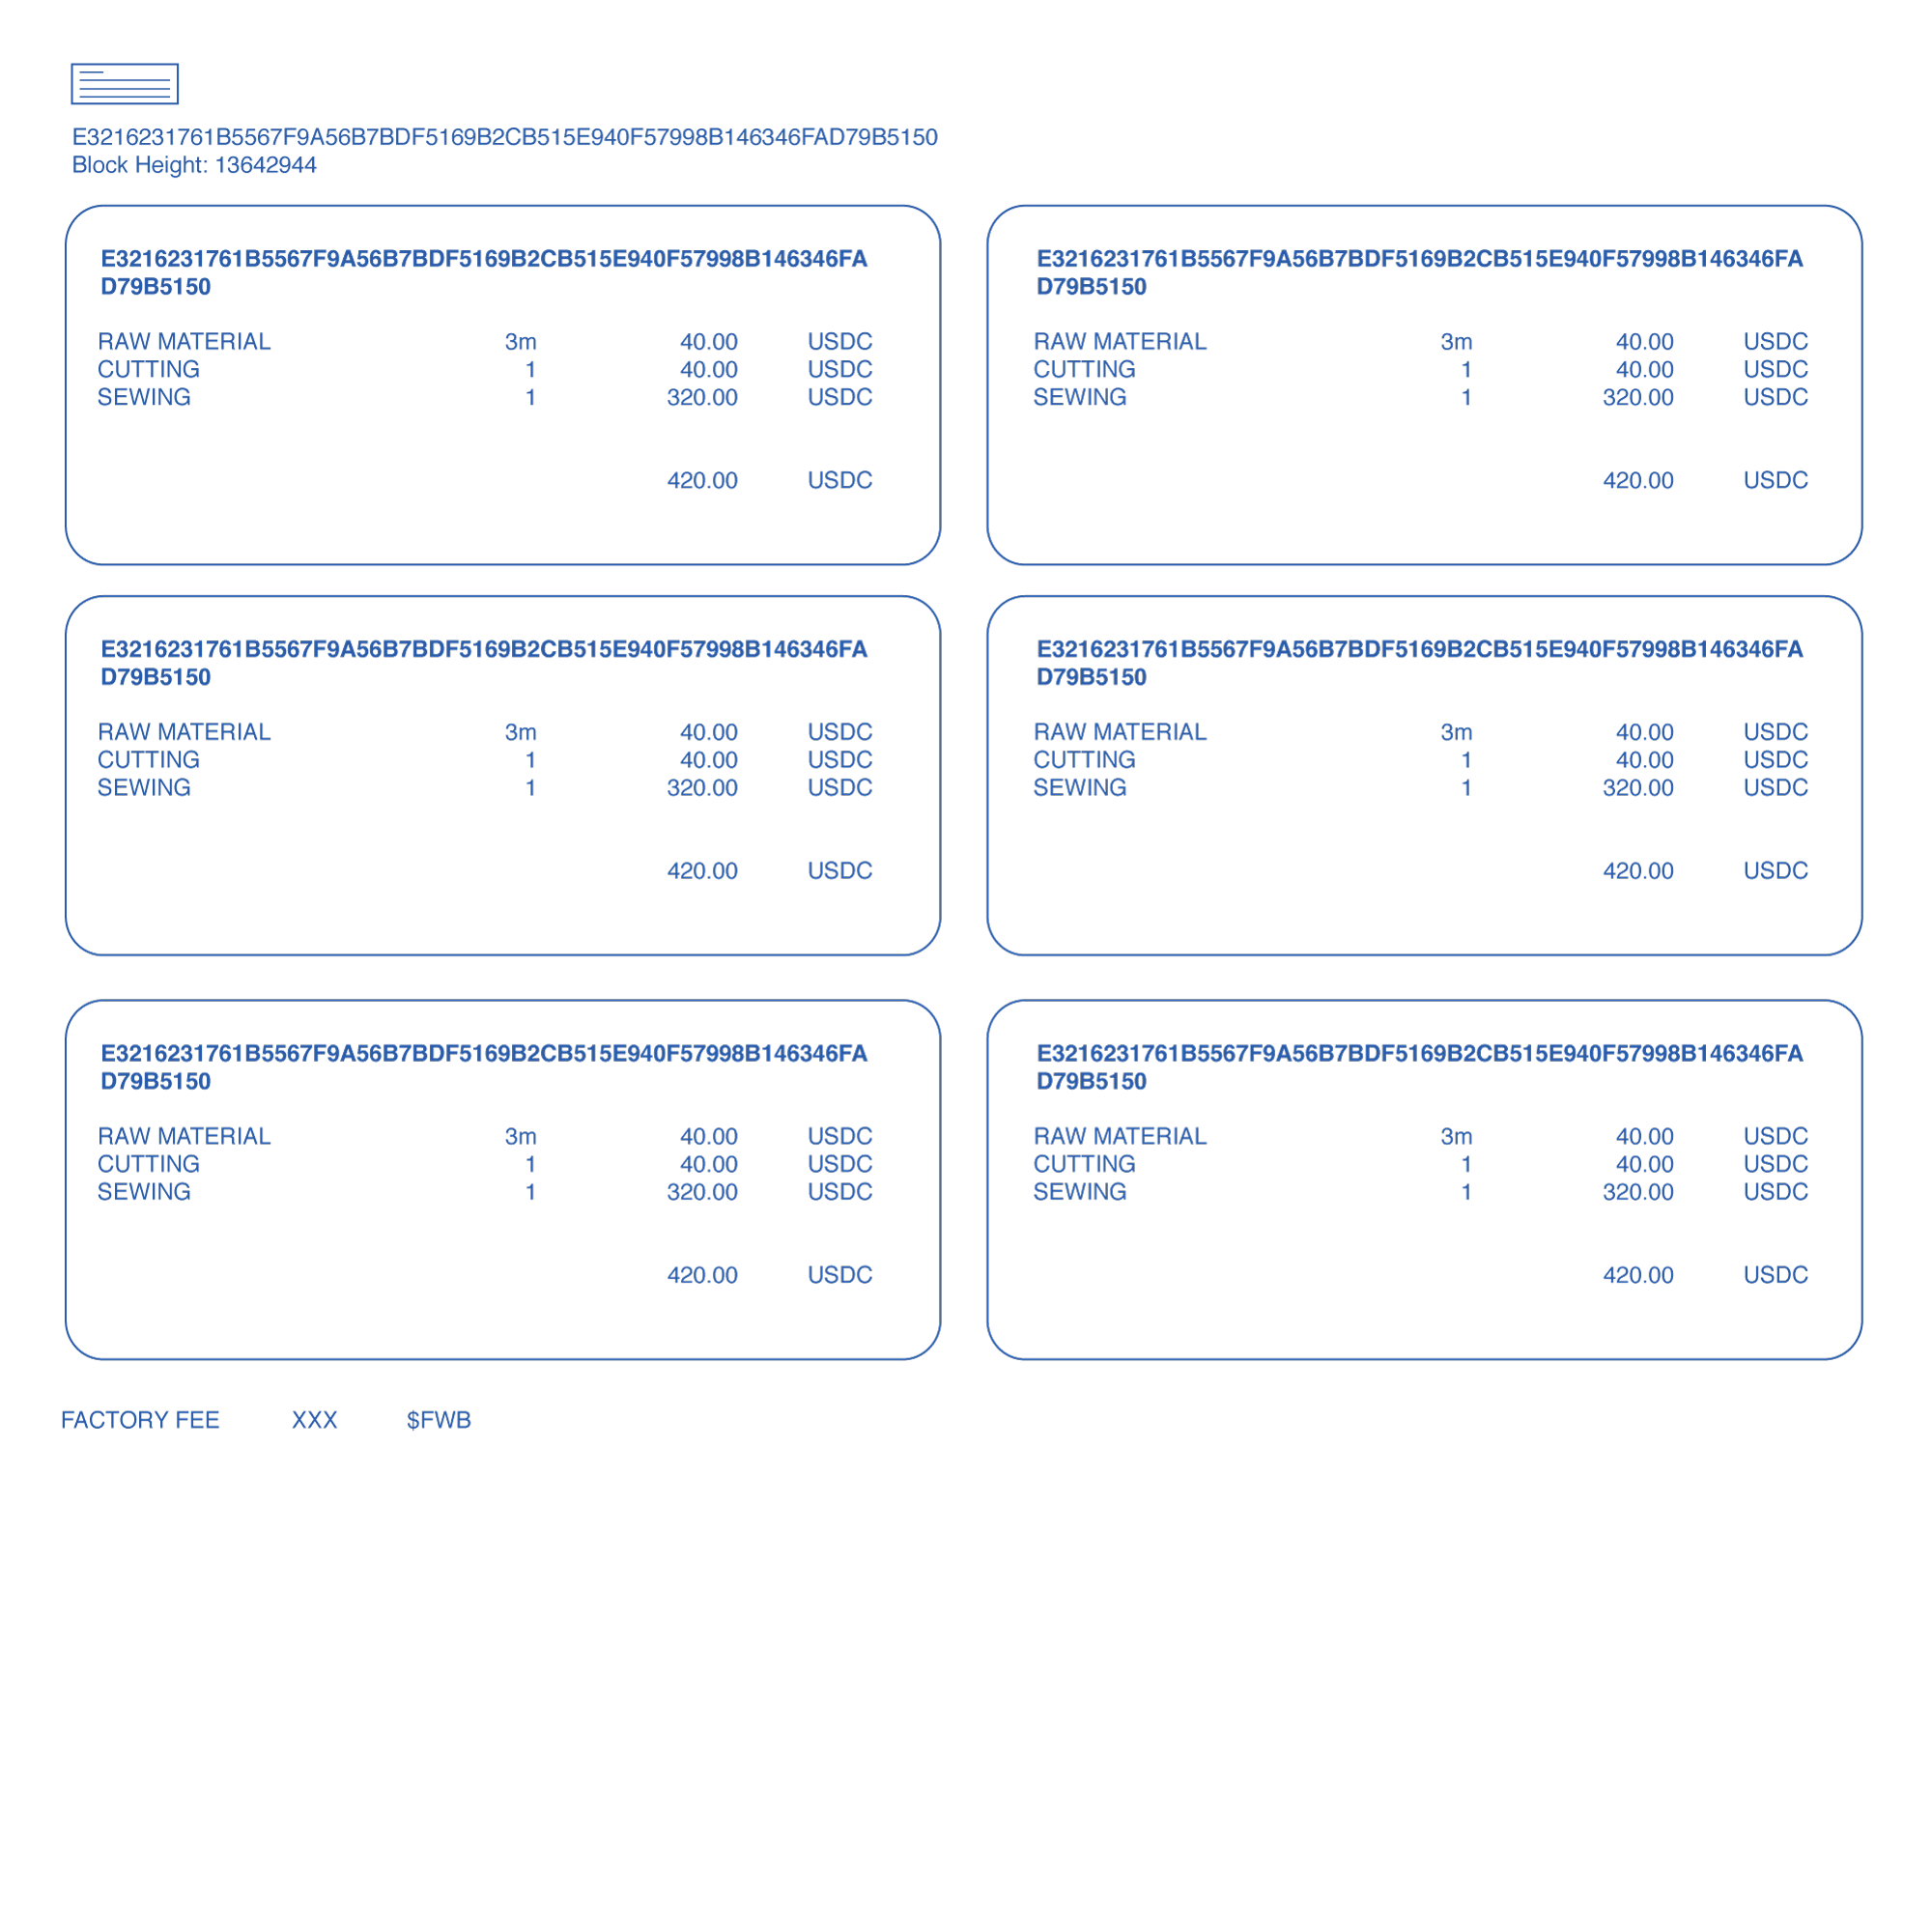 E3216231761B5567F9A56B7BDF5169B2CB515E940F57998B146346FAD79B5150
Block Height: 13642944
E3216231761B5567F9A56B7BDF5169B2CB515E940F57998B146346FA
D79B5150
RAW MATERIAL 3m 40.00 USDC
CUTTING 1 40.00 USDC
SEWING 1 320.00 USDC
420.00 USDC
E3216231761B5567F9A56B7BDF5169B2CB515E940F57998B146346FA
D79B5150
RAW MATERIAL 3m 40.00 USDC
CUTTING 1 40.00 USDC
SEWING 1 320.00 USDC
420.00 USDC
E3216231761B5567F9A56B7BDF5169B2CB515E940F57998B146346FA
D79B5150
RAW MATERIAL 3m 40.00 USDC
CUTTING 1 40.00 USDC
SEWING 1 320.00 USDC
420.00 USDC
E3216231761B5567F9A56B7BDF5169B2CB515E940F57998B146346FA
D79B5150
RAW MATERIAL 3m 40.00 USDC
CUTTING 1 40.00 USDC
SEWING 1 320.00 USDC
420.00 USDC
E3216231761B5567F9A56B7BDF5169B2CB515E940F57998B146346FA
D79B5150
RAW MATERIAL 3m 40.00 USDC
CUTTING 1 40.00 USDC
SEWING 1 320.00 USDC
420.00 USDC
E3216231761B5567F9A56B7BDF5169B2CB515E940F57998B146346FA
D79B5150
RAW MATERIAL 3m 40.00 USDC
CUTTING 1 40.00 USDC
SEWING 1 320.00 USDC
420.00 USDC
FACTORY FEE XXX $FWB